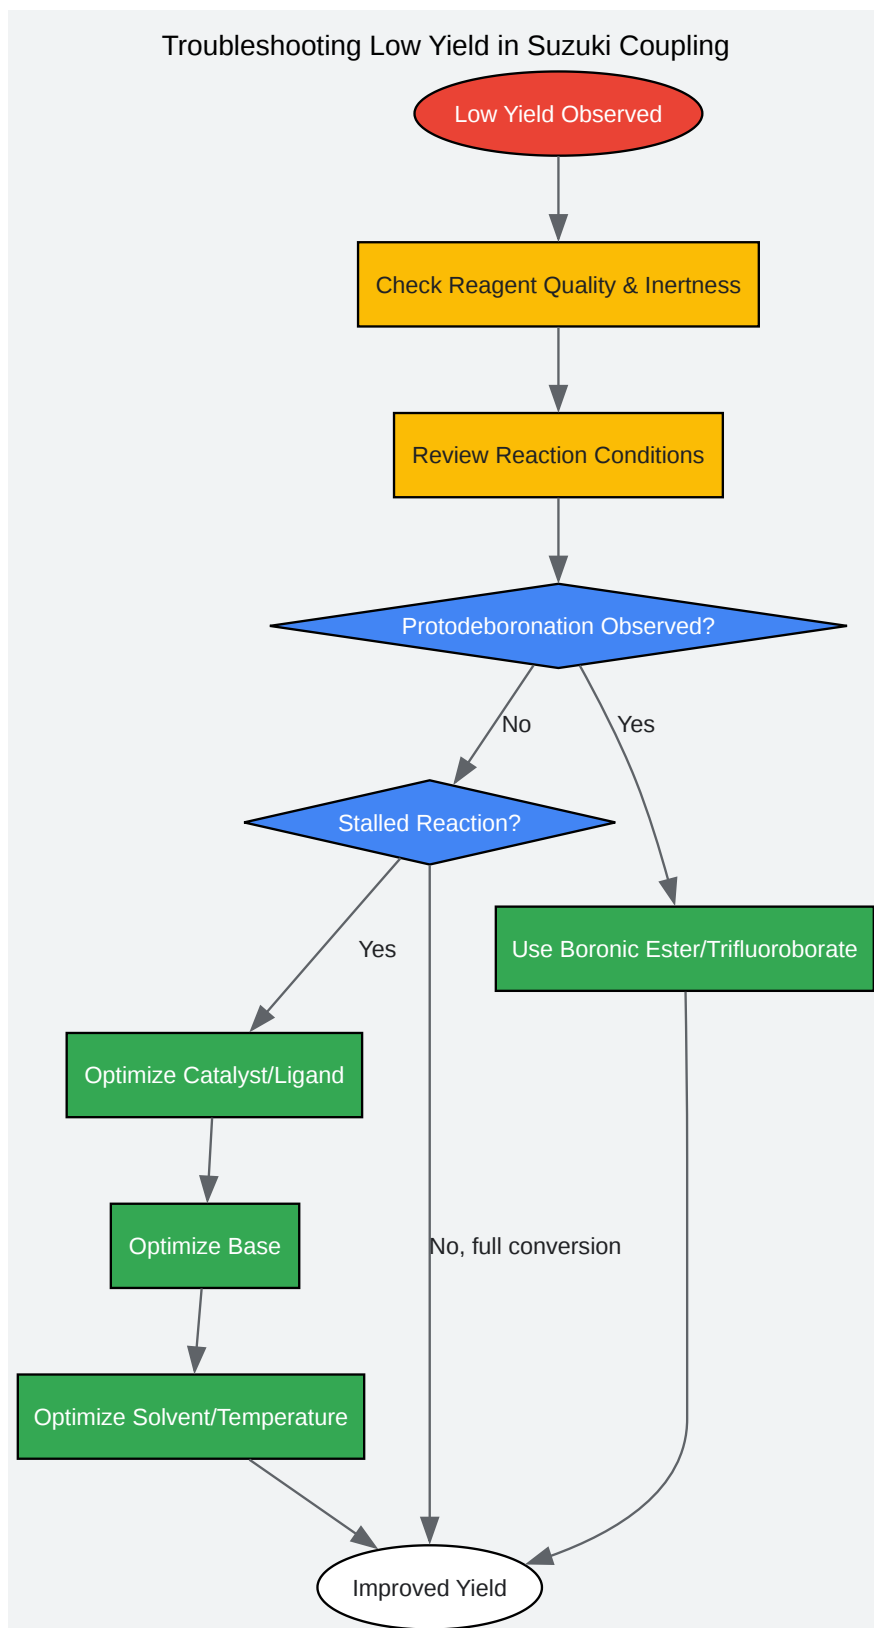 Troubleshooting Low Yield in Suzuki Coupling
Low Yield Observed
Check Reagent Quality & Inertness
Review Reaction Conditions
Protodeboronation Observed?
No
Yes
Stalled Reaction?
Yes
Use Boronic Ester/Trifluoroborate
Optimize Catalyst/Ligand
Optimize Base
No, full conversion
Optimize Solvent/Temperature
Improved Yield